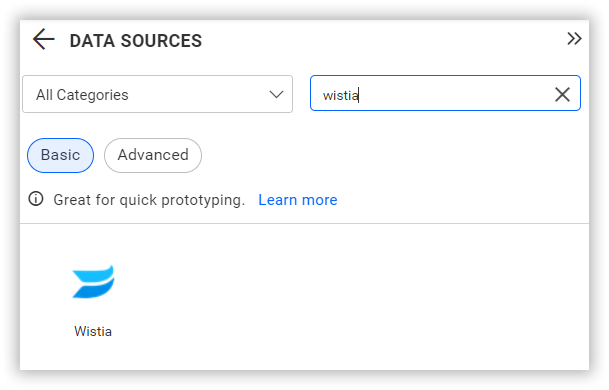 DATA SOURCES
All Categories
wistia
Basic Advanced
Great for quick prototyping. Learn more
Wistia